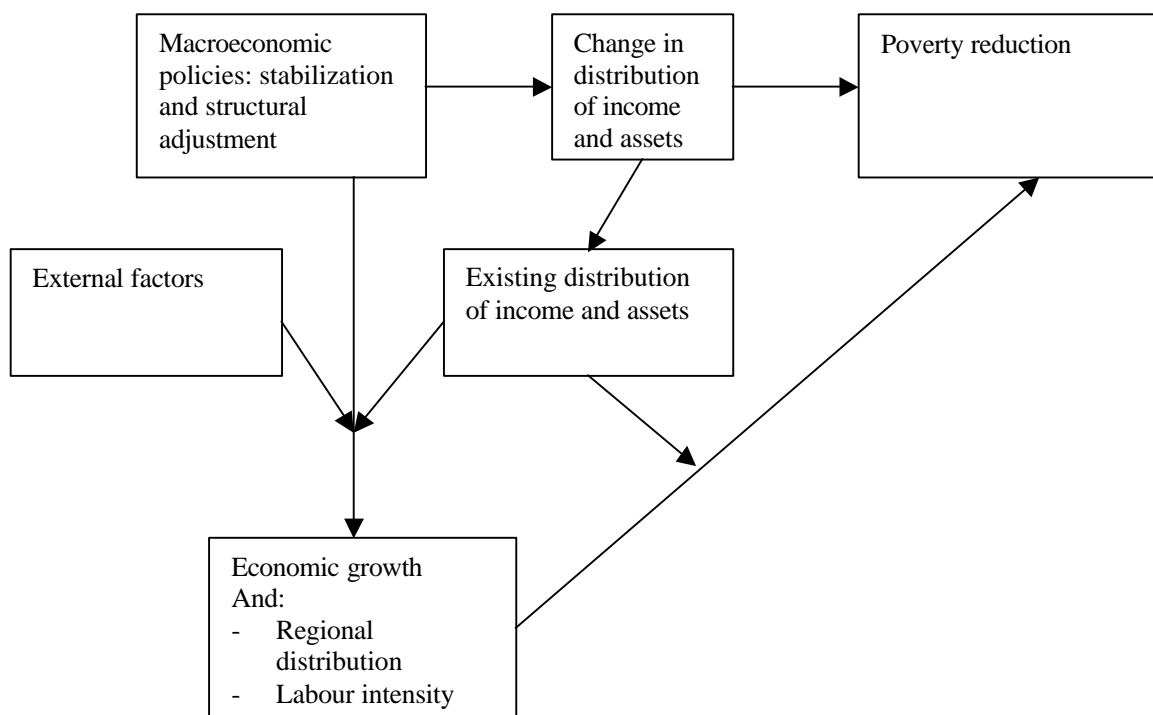 Macroeconomic
policies: stabilization
and structural
adjustment
Change in
distribution
of income
and assets
Poverty reduction
External factors
Existing distribution
of income and assets
Economic growth
And:
- Regional
distribution
- Labour intensity